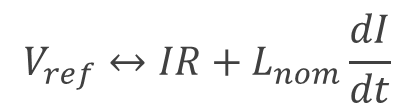 V_ref ↔ IR + L_nom dI/dt